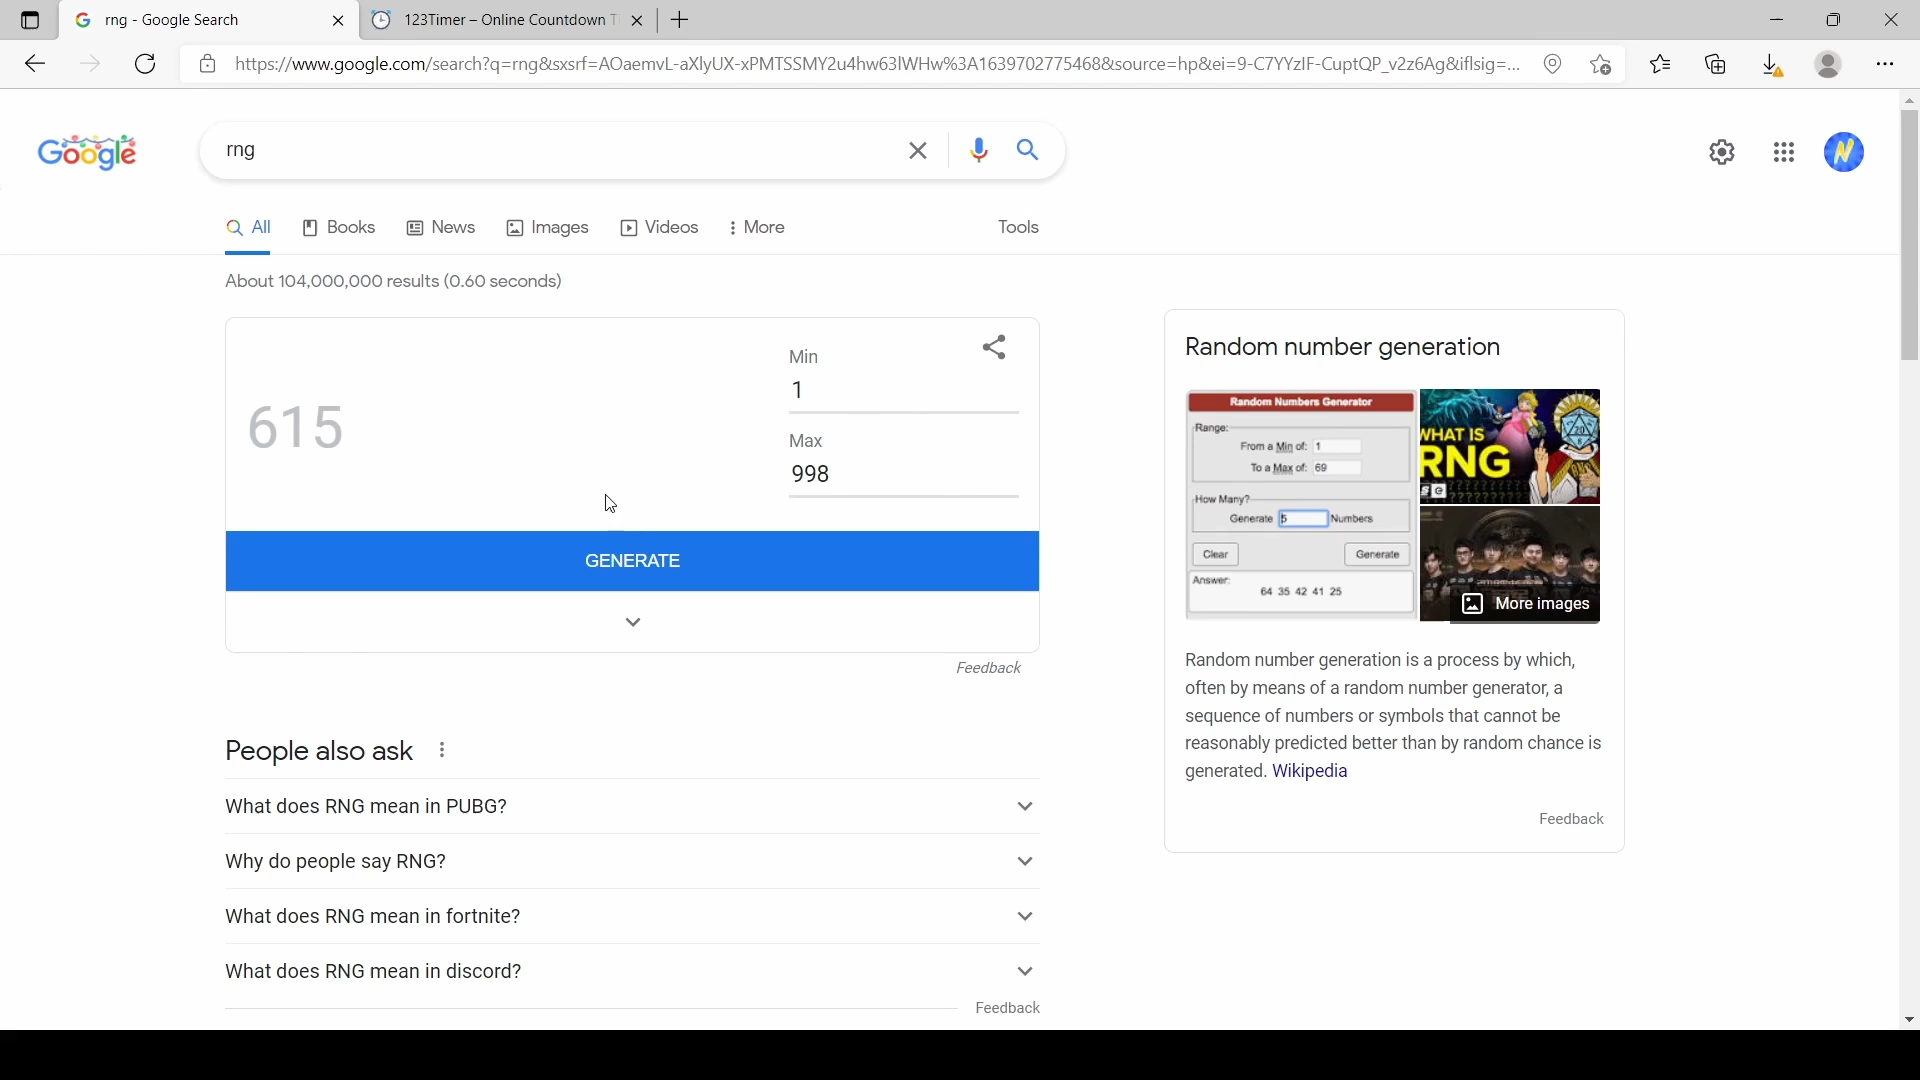 rng - Google Search
123Timer – Online Countdown T
https://www.google.com/search?q=rng&sxsrf=AOaemvL-aXlyUX-xPMTSSMY2u4hw63lWHw%3A1639702775468&source=hp&ei=9-C7YYzlF-CuptQP_v2z6Ag&iflsig=...
Google
rng
N
All Books News Images Videos More Tools
About 104,000,000 results (0.60 seconds)
615
Min
1
Max
998
GENERATE
Feedback
People also ask
What does RNG mean in PUBG?
Why do people say RNG?
What does RNG mean in fortnite?
What does RNG mean in discord?
Feedback
Random number generation
Random Numbers Generator
Range:
From a Min of: 1
To a Max of: 69
How Many?
Generate 5 Numbers
Clear Generate
Answer:
64 35 42 41 25
WHAT IS
RNG
20
More images
Random number generation is a process by which,
often by means of a random number generator, a
sequence of numbers or symbols that cannot be
reasonably predicted better than by random chance is
generated. Wikipedia
Feedback